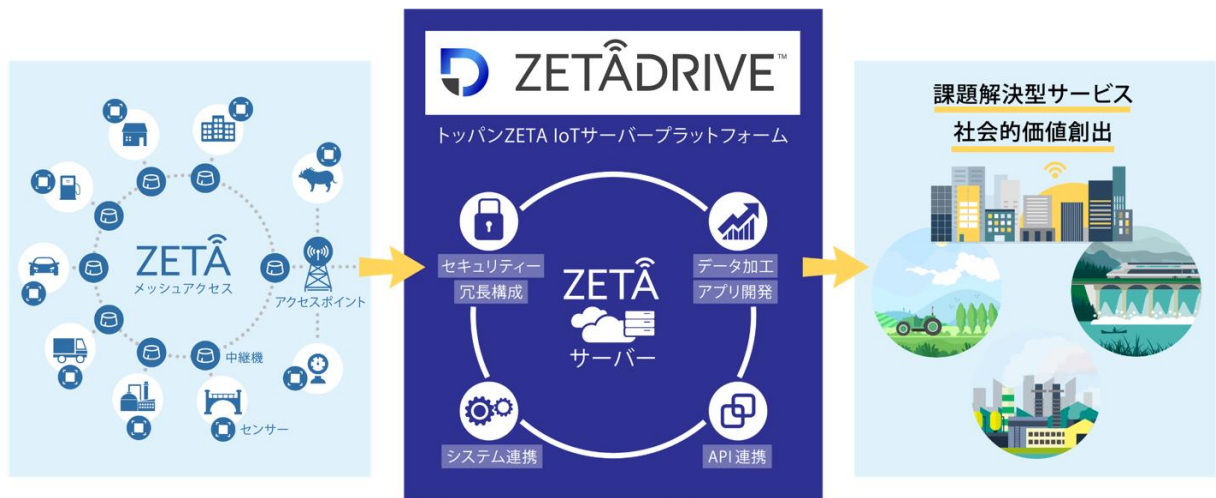 ZETA
メッシュアクセス
アクセスポイント
中継機
センサー
ZETADRIVE™
トッパンZETA IoTサーバープラットフォーム
セキュリティー
冗長構成
データ加工
アプリ開発
ZETA
サーバー
システム連携
API 連携
課題解決型サービス
社会的価値創出